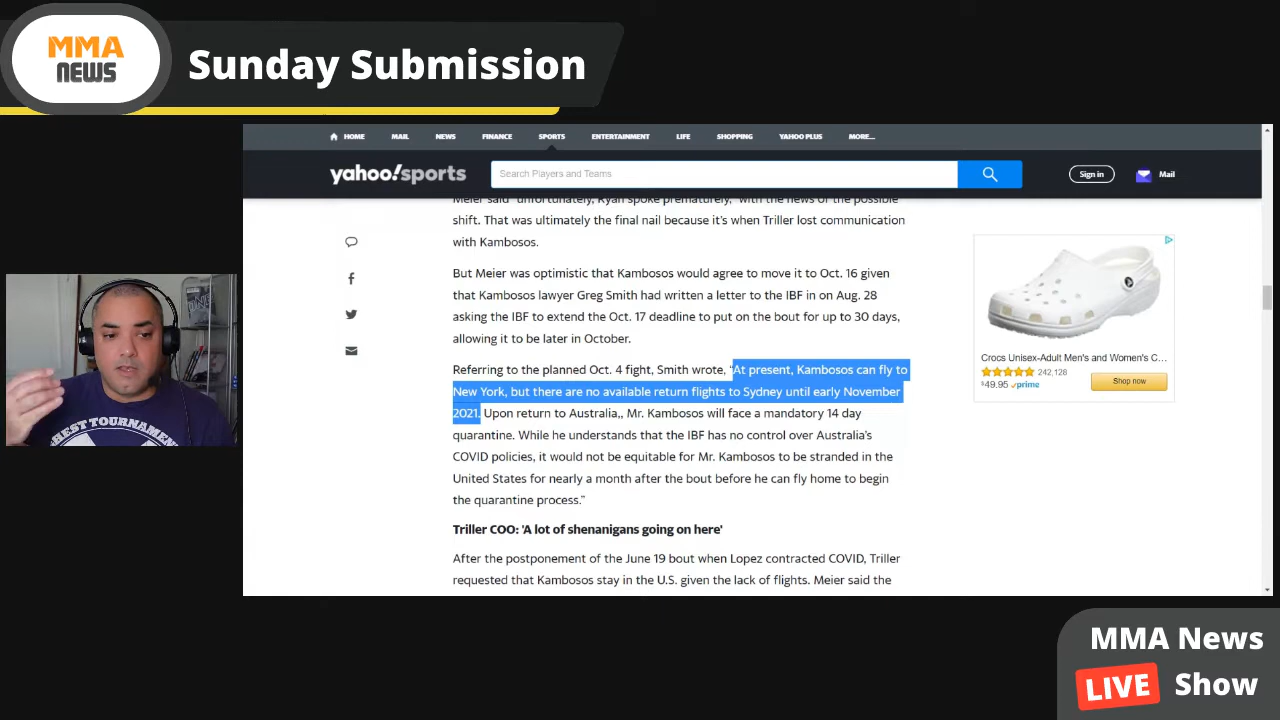 MMA
NEWS
Sunday Submission
HOME MAIL NEWS FINANCE SPORTS ENTERTAINMENT LIFE SHOPPING YAHOO PLUS MORE...
yahoo!sports
Search Players and Teams
Sign in
Mail
Meier said "unfortunately, Ryan spoke prematurely," with the news of the possible
shift. That was ultimately the final nail because it's when Triller lost communication
with Kambosos.
But Meier was optimistic that Kambosos would agree to move it to Oct. 16 given
that Kambosos lawyer Greg Smith had written a letter to the IBF in on Aug. 28
asking the IBF to extend the Oct. 17 deadline to put on the bout for up to 30 days,
allowing it to be later in October.
Referring to the planned Oct. 4 fight, Smith wrote, "At present, Kambosos can fly to
New York, but there are no available return flights to Sydney until early November
2021. Upon return to Australia,, Mr. Kambosos will face a mandatory 14 day
quarantine. While he understands that the IBF has no control over Australia's
COVID policies, it would not be equitable for Mr. Kambosos to be stranded in the
United States for nearly a month after the bout before he can fly home to begin
the quarantine process."
Triller COO: 'A lot of shenanigans going on here'
After the postponement of the June 19 bout when Lopez contracted COVID, Triller
requested that Kambosos stay in the U.S. given the lack of flights. Meier said the
Crocs Unisex-Adult Men's and Women's C...
242,128
$49.95 prime
Shop now
MMA News
LIVE Show